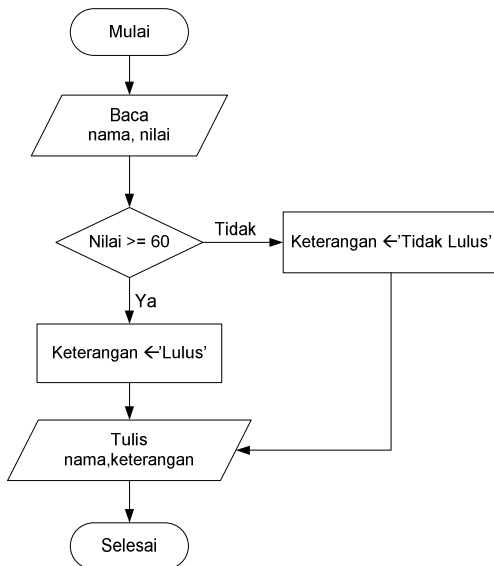 Mulai
Baca
nama, nilai
Nilai >= 60
Tidak
Keterangan ←'Tidak Lulus'
Ya
Keterangan ←'Lulus'
Tulis
nama,keterangan
Selesai